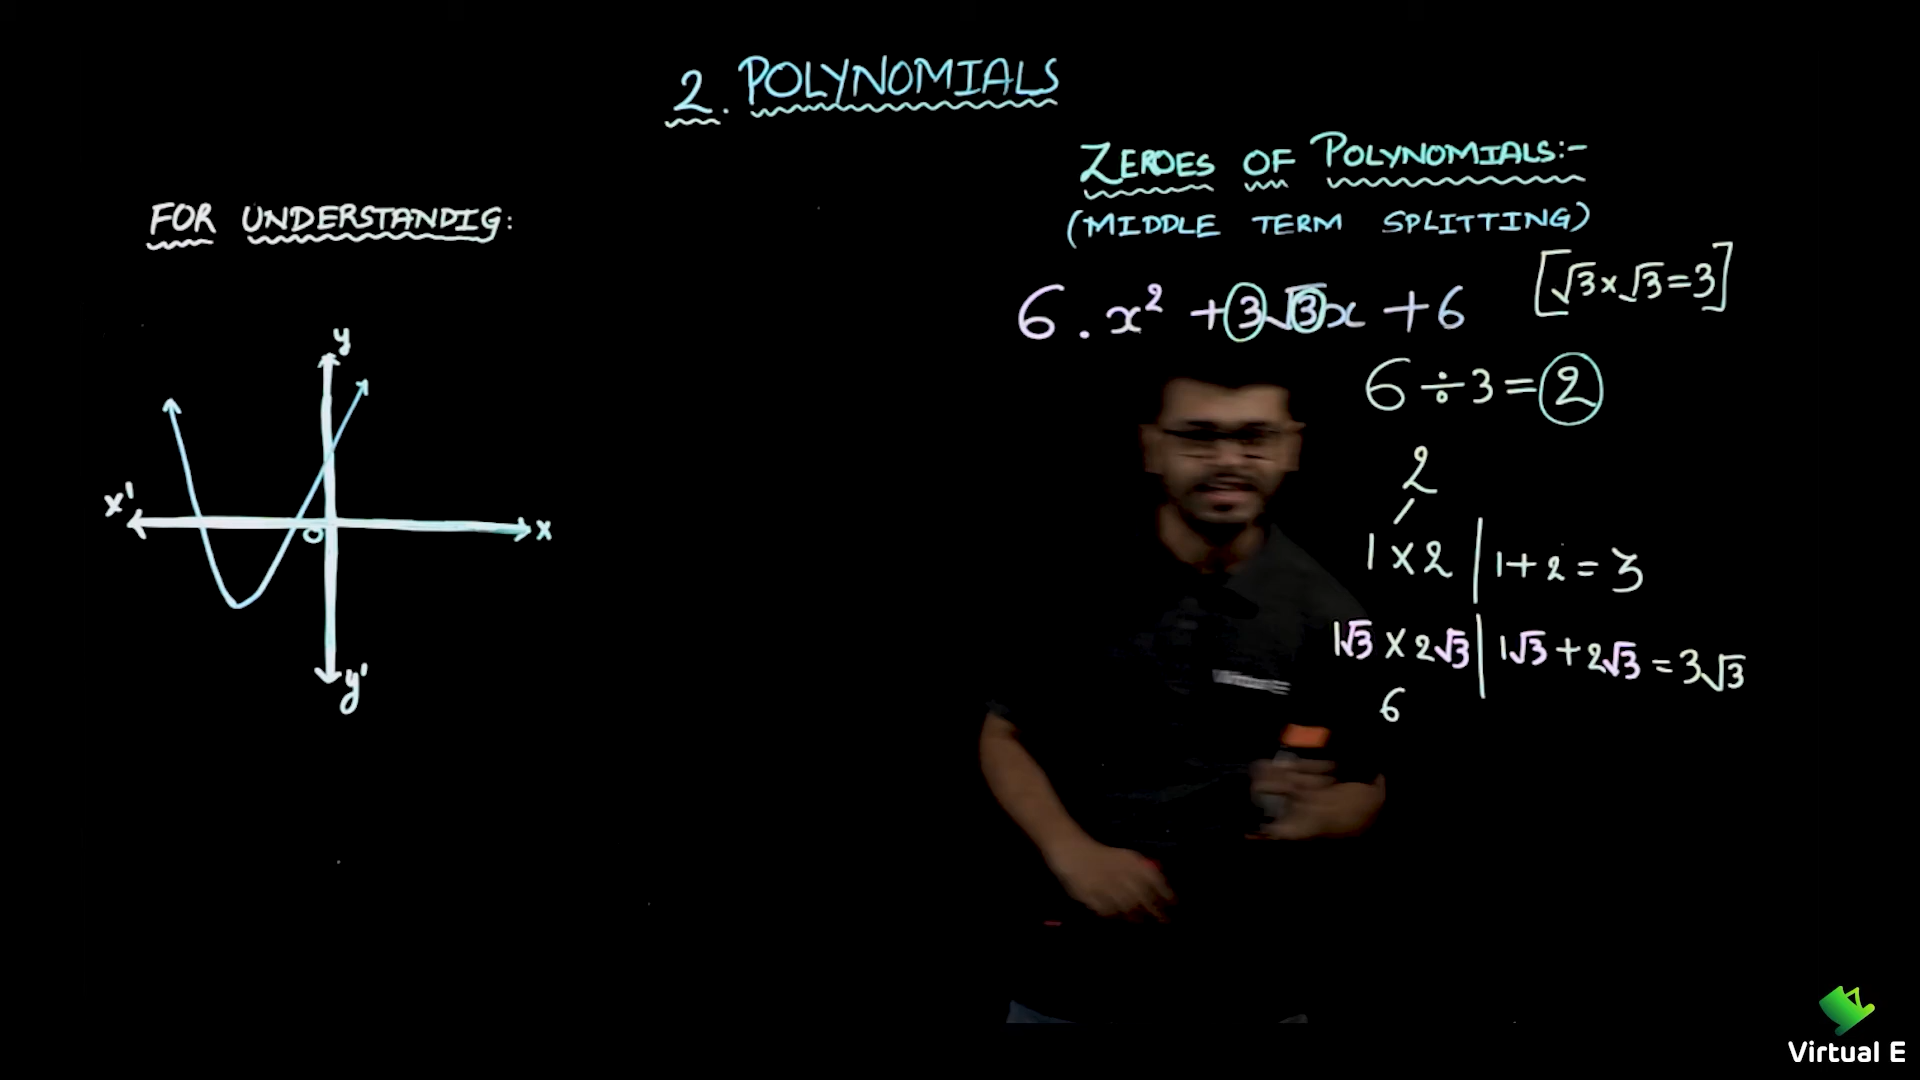 2. POLYNOMIALS
ZEROES OF POLYNOMIALS:-
(MIDDLE TERM SPLITTING)
FOR UNDERSTANDIG:
6. x² + 3√3x + 6
[√3 × √3 = 3]
6 ÷ 3 = 2
2
1 × 2 | 1 + 2 = 3
1√3 × 2√3 | 1√3 + 2√3 = 3√3
6
y
x'
O
x
y'
Virtual E